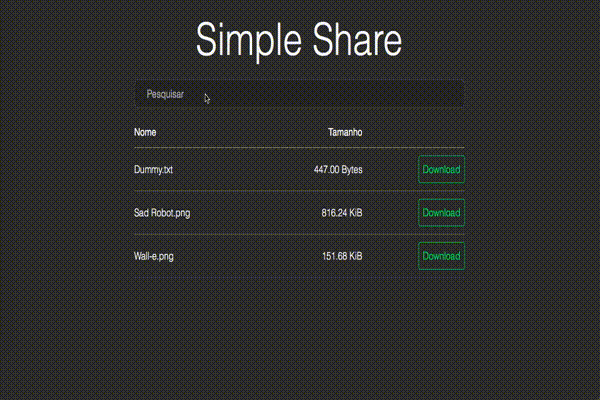 Simple Share
Pesquisar
Nome Tamanho
Dummy.txt 447.00 Bytes Download
Sad Robot.png 816.24 KiB Download
Wall-e.png 151.68 KiB Download